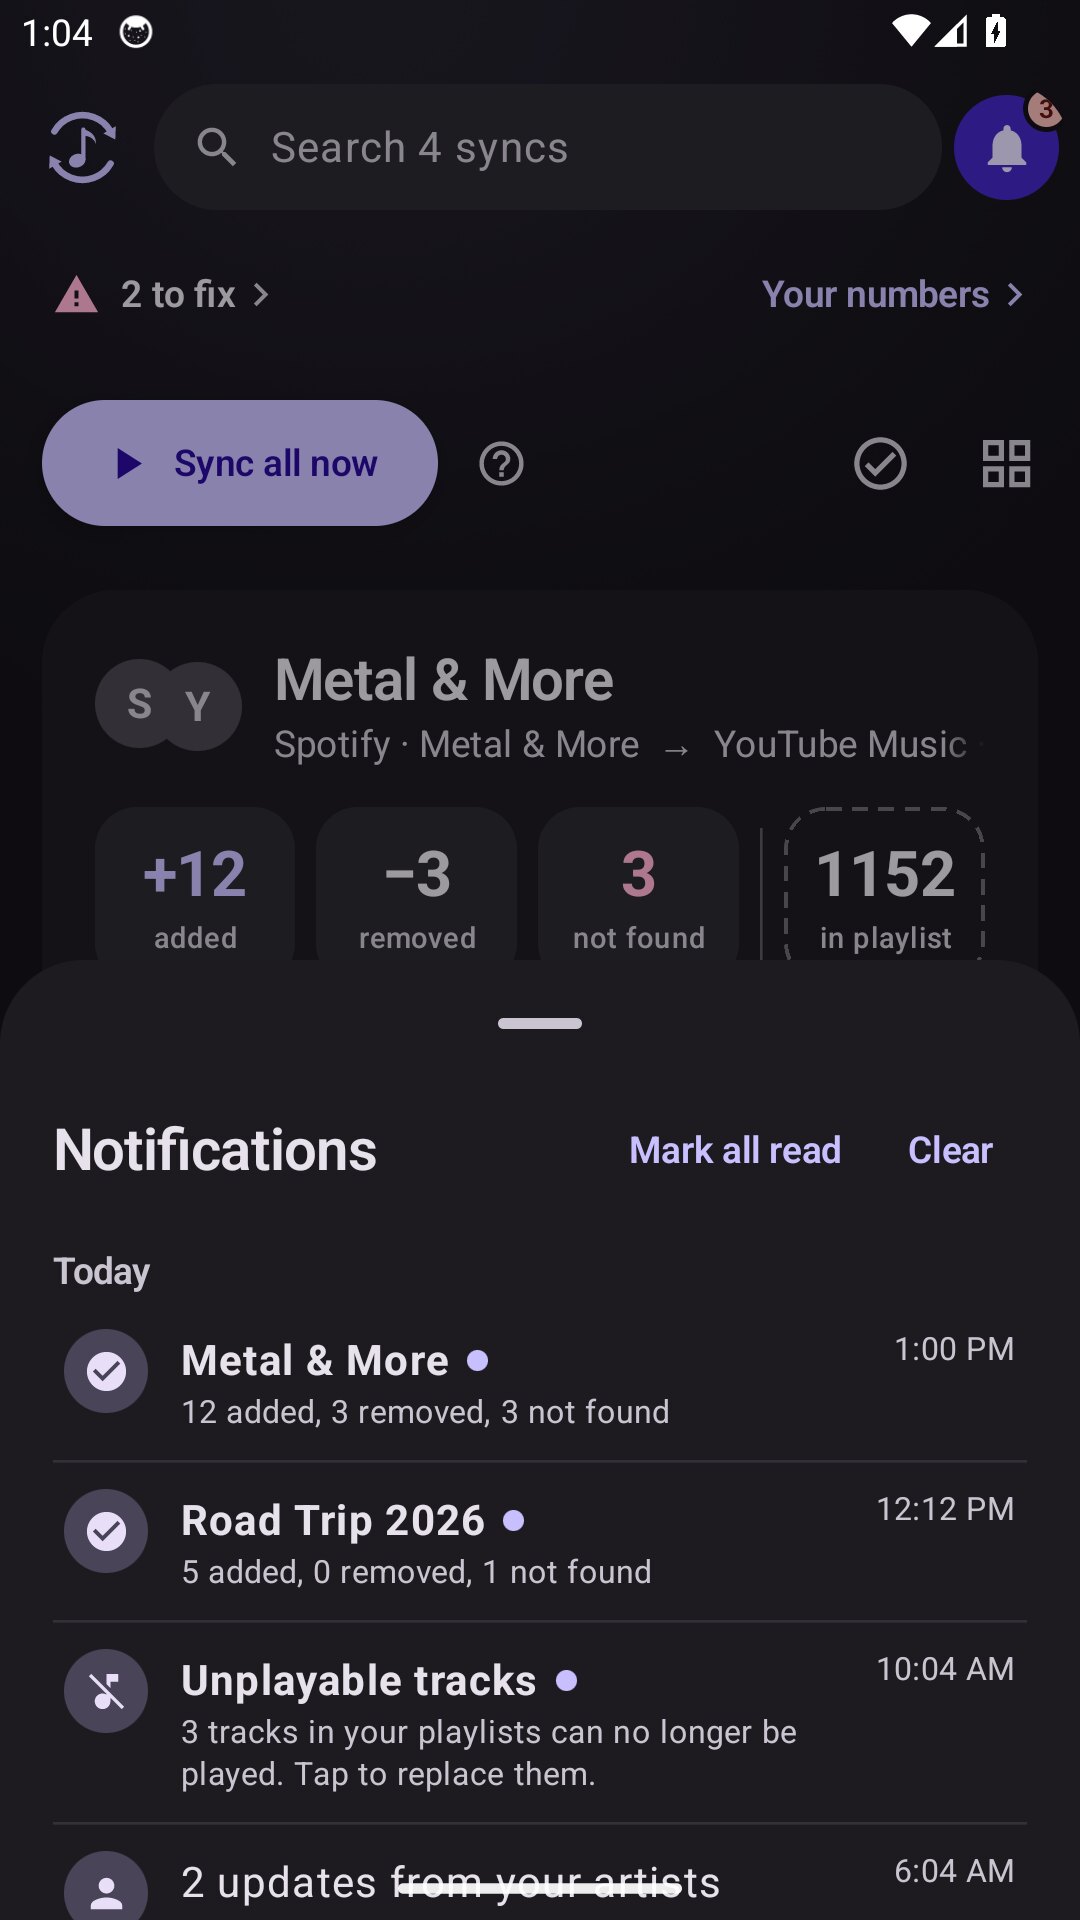 1:04
Search 4 syncs
3
2 to fix
Your numbers
Sync all now
S Y
Metal & More
Spotify · Metal & More → YouTube Music
+12
added
−3
removed
3
not found
1152
in playlist
Notifications
Mark all read
Clear
Today
Metal & More
1:00 PM
12 added, 3 removed, 3 not found
Road Trip 2026
12:12 PM
5 added, 0 removed, 1 not found
Unplayable tracks
10:04 AM
3 tracks in your playlists can no longer be
played. Tap to replace them.
2 updates from your artists
6:04 AM